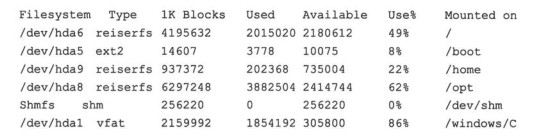 Filesystem Type 1K Blocks Used Available Use% Mounted on
/dev/hda6 reiserfs 4195632 2015020 2180612 49% /
/dev/hda5 ext2 14607 3778 10075 8% /boot
/dev/hda9 reiserfs 937372 202368 735004 22% /home
/dev/hda8 reiserfs 6297248 3882504 2414744 62% /opt
Shmfs shm 256220 0 256220 0% /dev/shm
/dev/hda1 vfat 2159992 1854192 305800 86% /windows/C